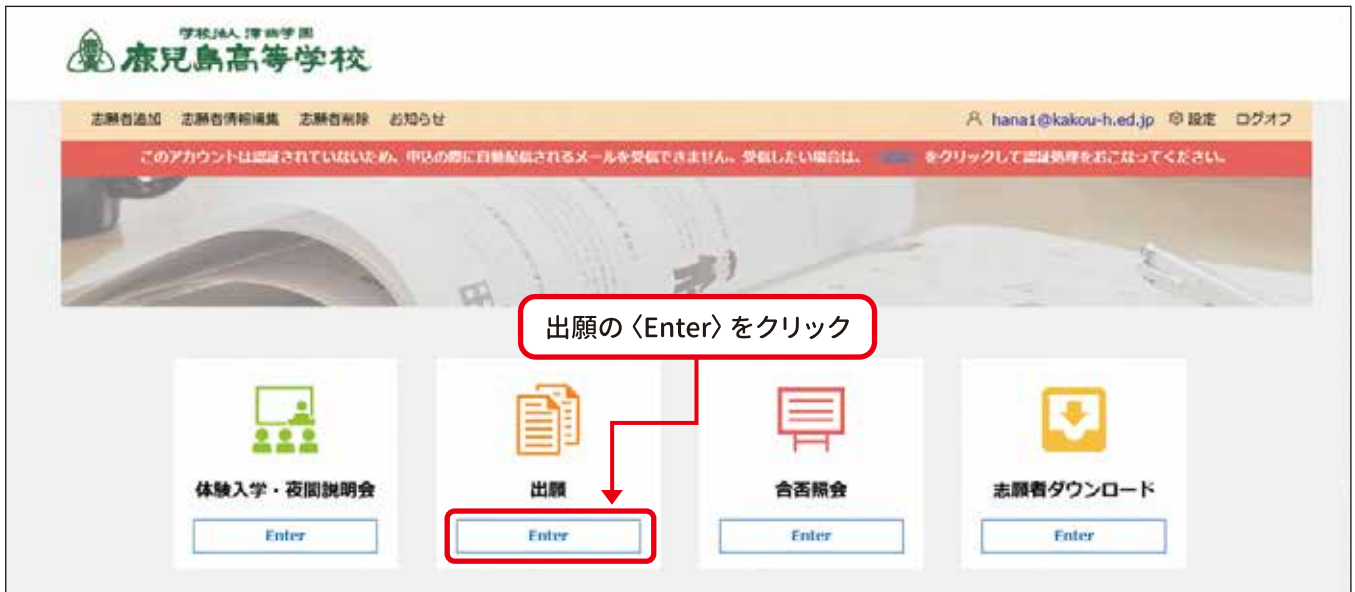 学校法人 津曲学園
鹿児島高等学校
志願者追加 志願者情報編集 志願者削除 お知らせ hana1@kakou-h.ed.jp 設定 ログオフ
このアカウントは認証されていないため、申込の際に自動配信されるメールを受信できません。受信したい場合は、 をクリックして認証処理をおこなってください。
出願の〈Enter〉をクリック
体験入学・夜間説明会 出願 合否照会 志願者ダウンロード
Enter Enter Enter Enter